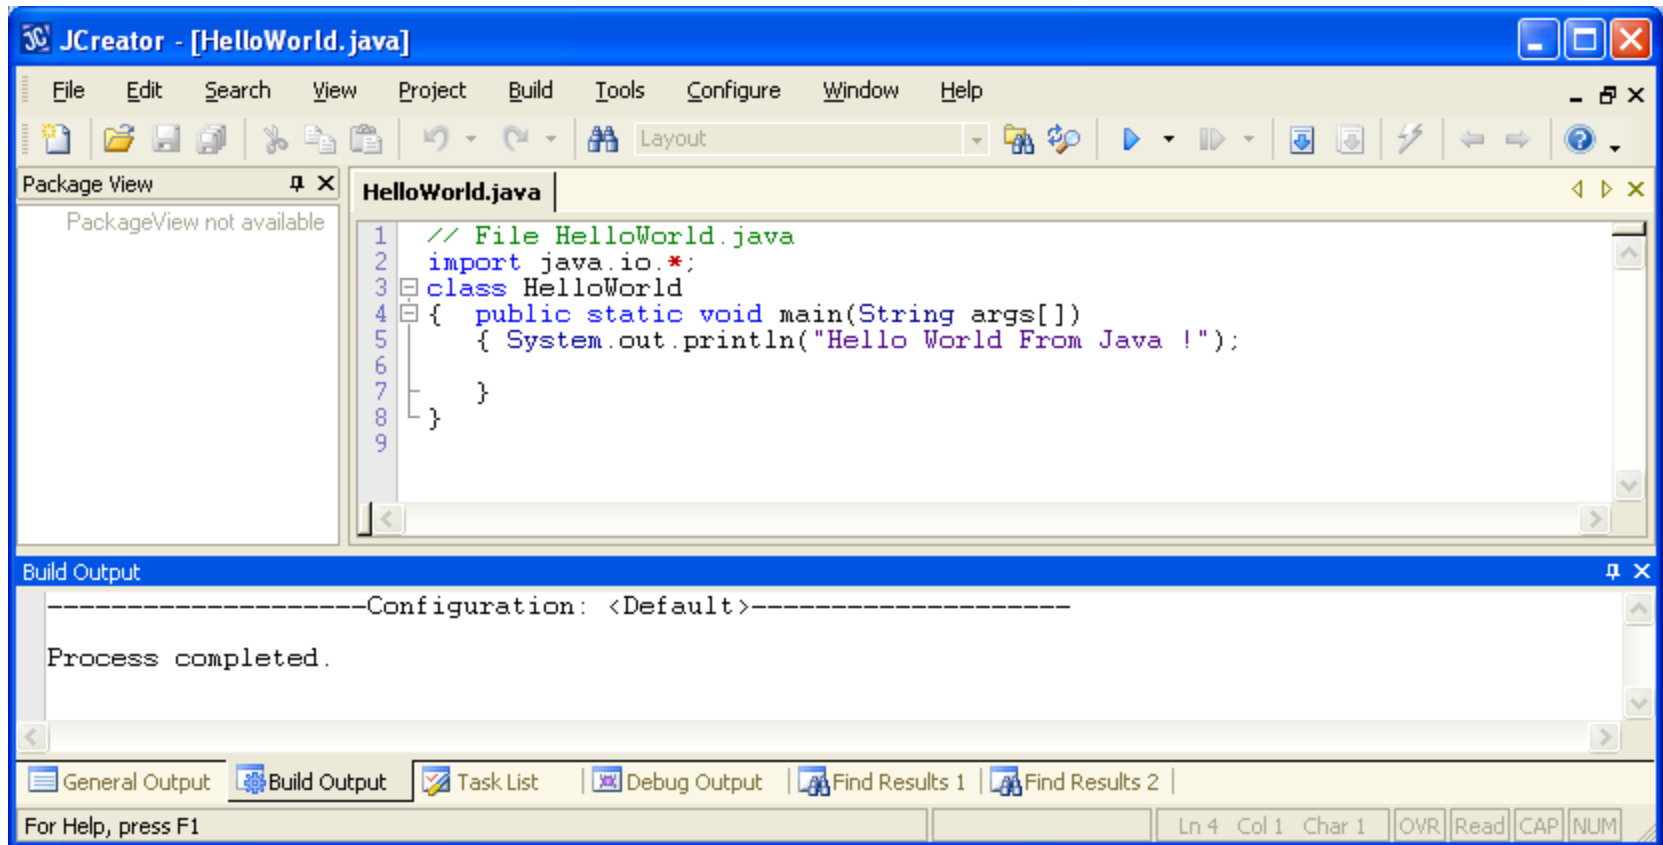 JCreator - [HelloWorld.java]
File Edit Search View Project Build Tools Configure Window Help
Layout
Package View
PackageView not available
HelloWorld.java
1 // File HelloWorld.java
2 import java.io.*;
3 class HelloWorld
4 { public static void main(String args[])
5 { System.out.println("Hello World From Java !");
6
7 }
8 }
9
Build Output
--------------------Configuration: <Default>--------------------
Process completed.
General Output Build Output Task List Debug Output Find Results 1 Find Results 2
For Help, press F1 Ln 4 Col 1 Char 1 OVR Read CAP NUM